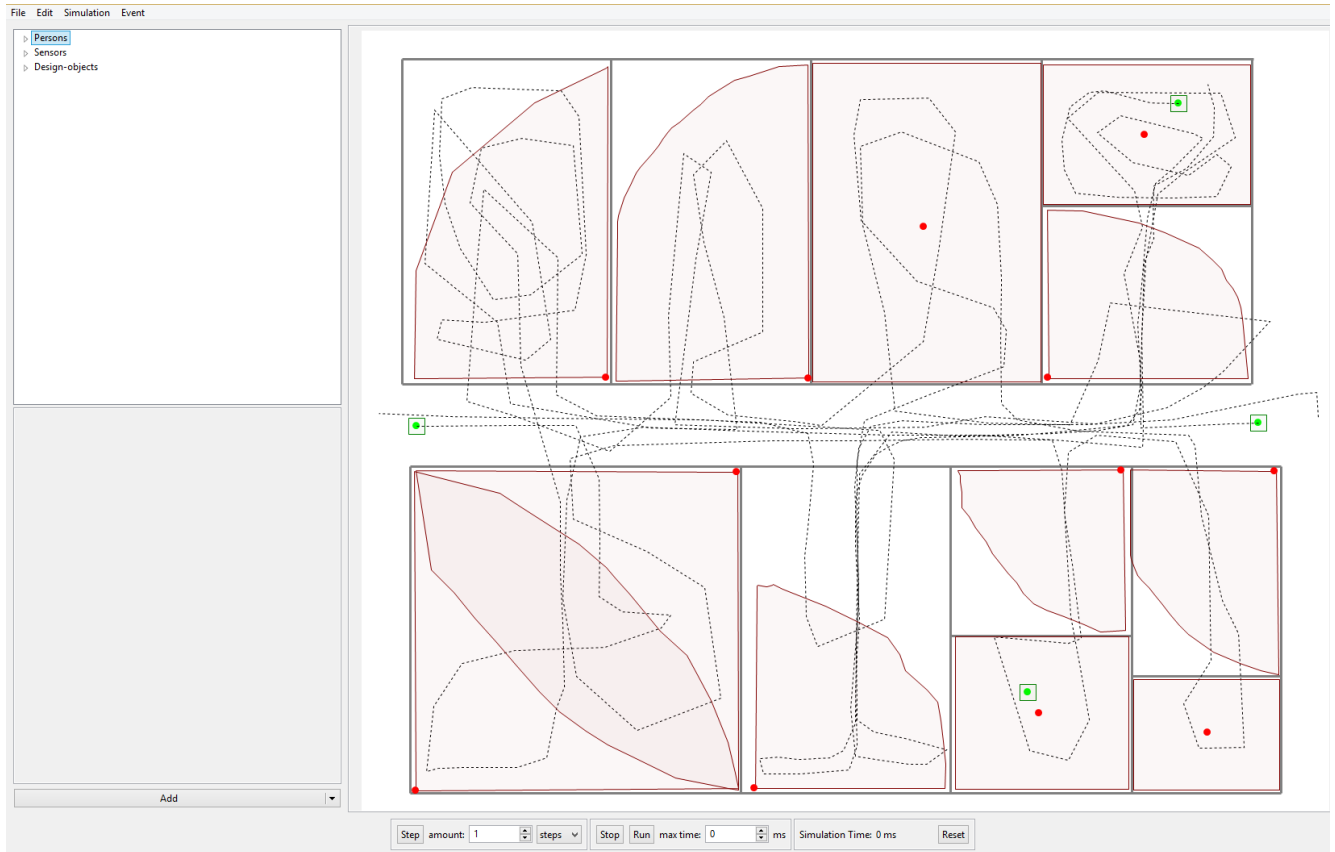 File Edit Simulation Event
Persons
Sensors
Design-objects
Add
Step amount: 1 steps Stop Run max time: 0 ms Simulation Time: 0 ms Reset